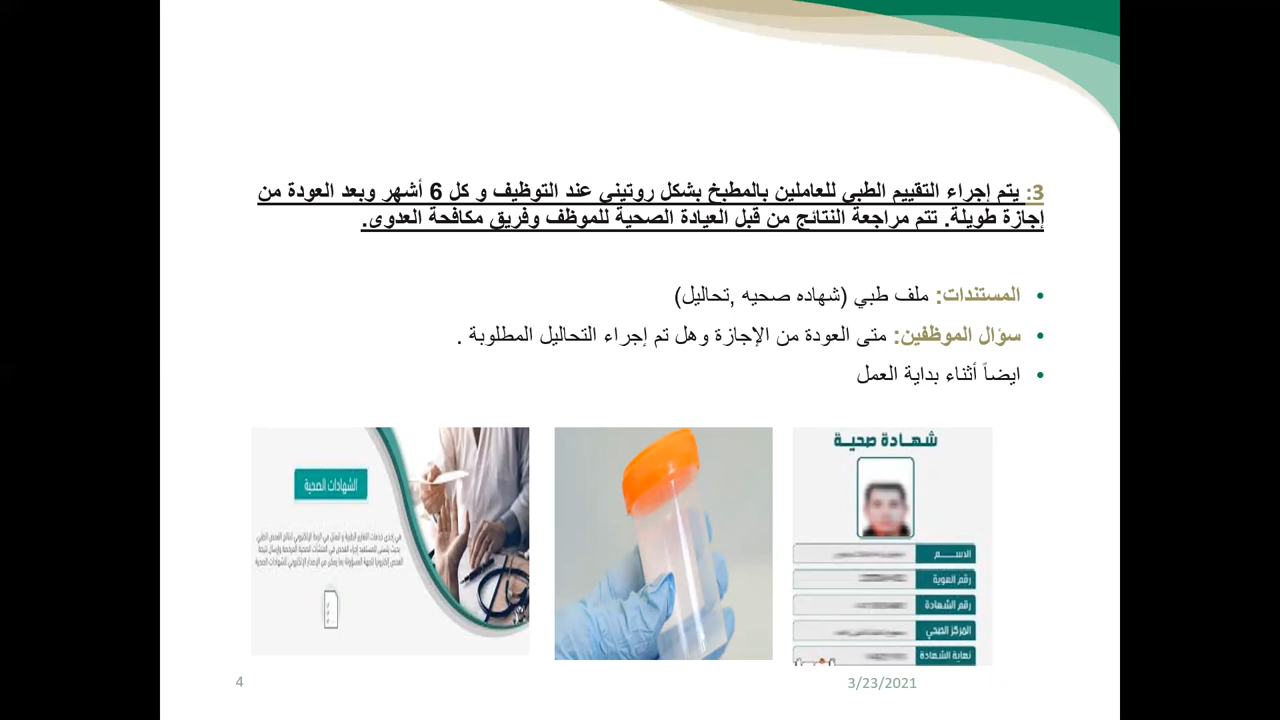 3: يتم إجراء التقييم الطبي للعاملين بالمطبخ بشكل روتيني عند التوظيف و كل 6 أشهر وبعد العودة من
إجازة طويلة. تتم مراجعة النتائج من قبل العيادة الصحية للموظف وفريق مكافحة العدوى.
• المستندات: ملف طبي (شهاده صحيه ,تحاليل)
• سؤال الموظفين: متى العودة من الإجازة وهل تم إجراء التحاليل المطلوبة .
• ايضاً أثناء بداية العمل
شهادة صحية
الاسم
رقم الهوية
رقم الشهادة
المركز الصحي
نهاية الشهادة
الشهادات الصحية
3/23/2021
4